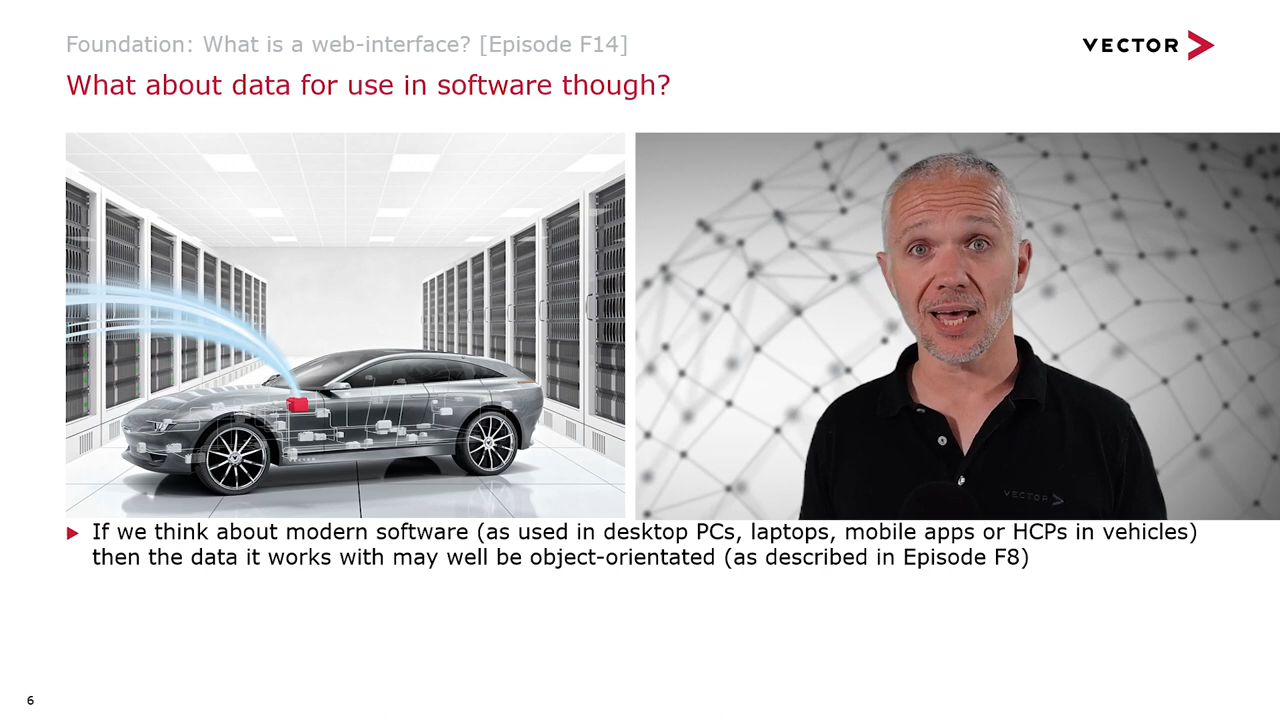 Foundation: What is a web-interface? [Episode F14]
VECTOR
What about data for use in software though?
VECTOR
If we think about modern software (as used in desktop PCs, laptops, mobile apps or HCPs in vehicles)
then the data it works with may well be object-orientated (as described in Episode F8)
6